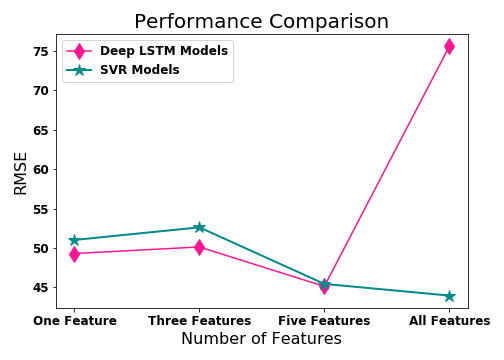 Performance Comparison
Deep LSTM Models
SVR Models
75
70
65
60
55
50
45
RMSE
One Feature
Three Features
Five Features
All Features
Number of Features